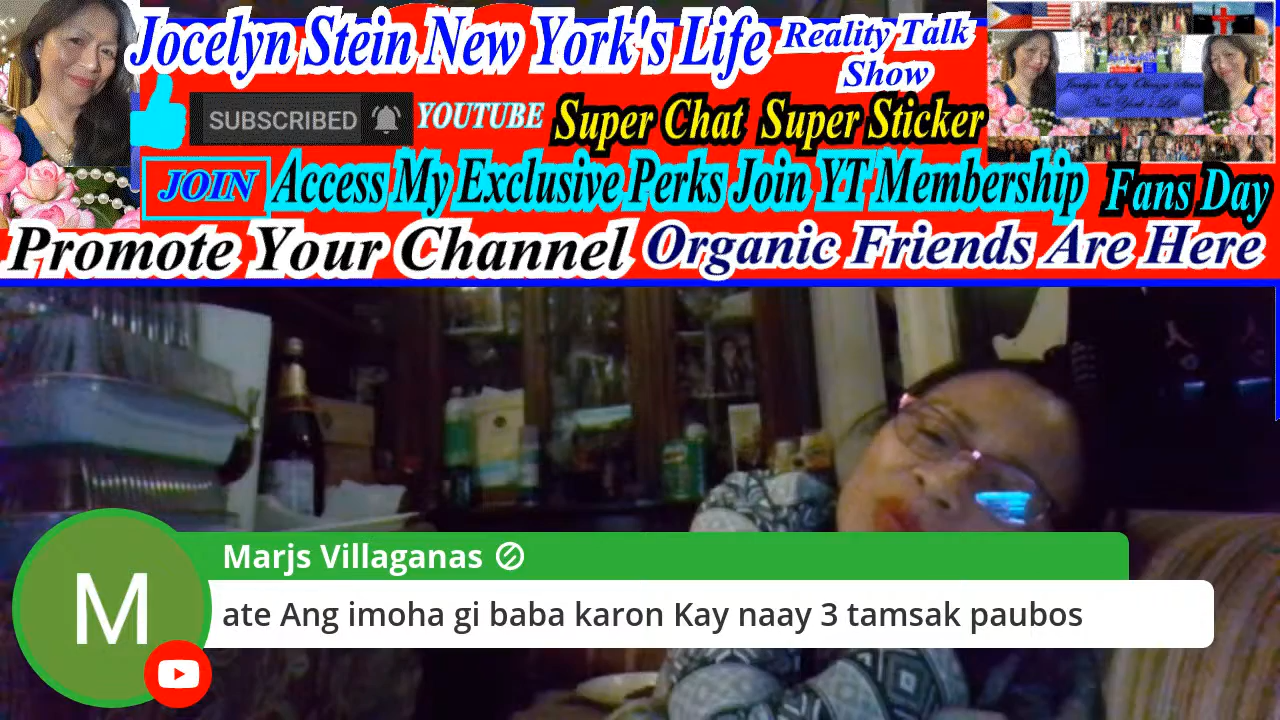 Jocelyn Stein New York's Life
Reality Talk
Show
SUBSCRIBED
YOUTUBE
Super Chat Super Sticker
JOIN
Access My Exclusive Perks Join YT Membership
Fans Day
Promote Your Channel
Organic Friends Are Here
Marjs Villaganas
M
ate Ang imoha gi baba karon Kay naay 3 tamsak paubos